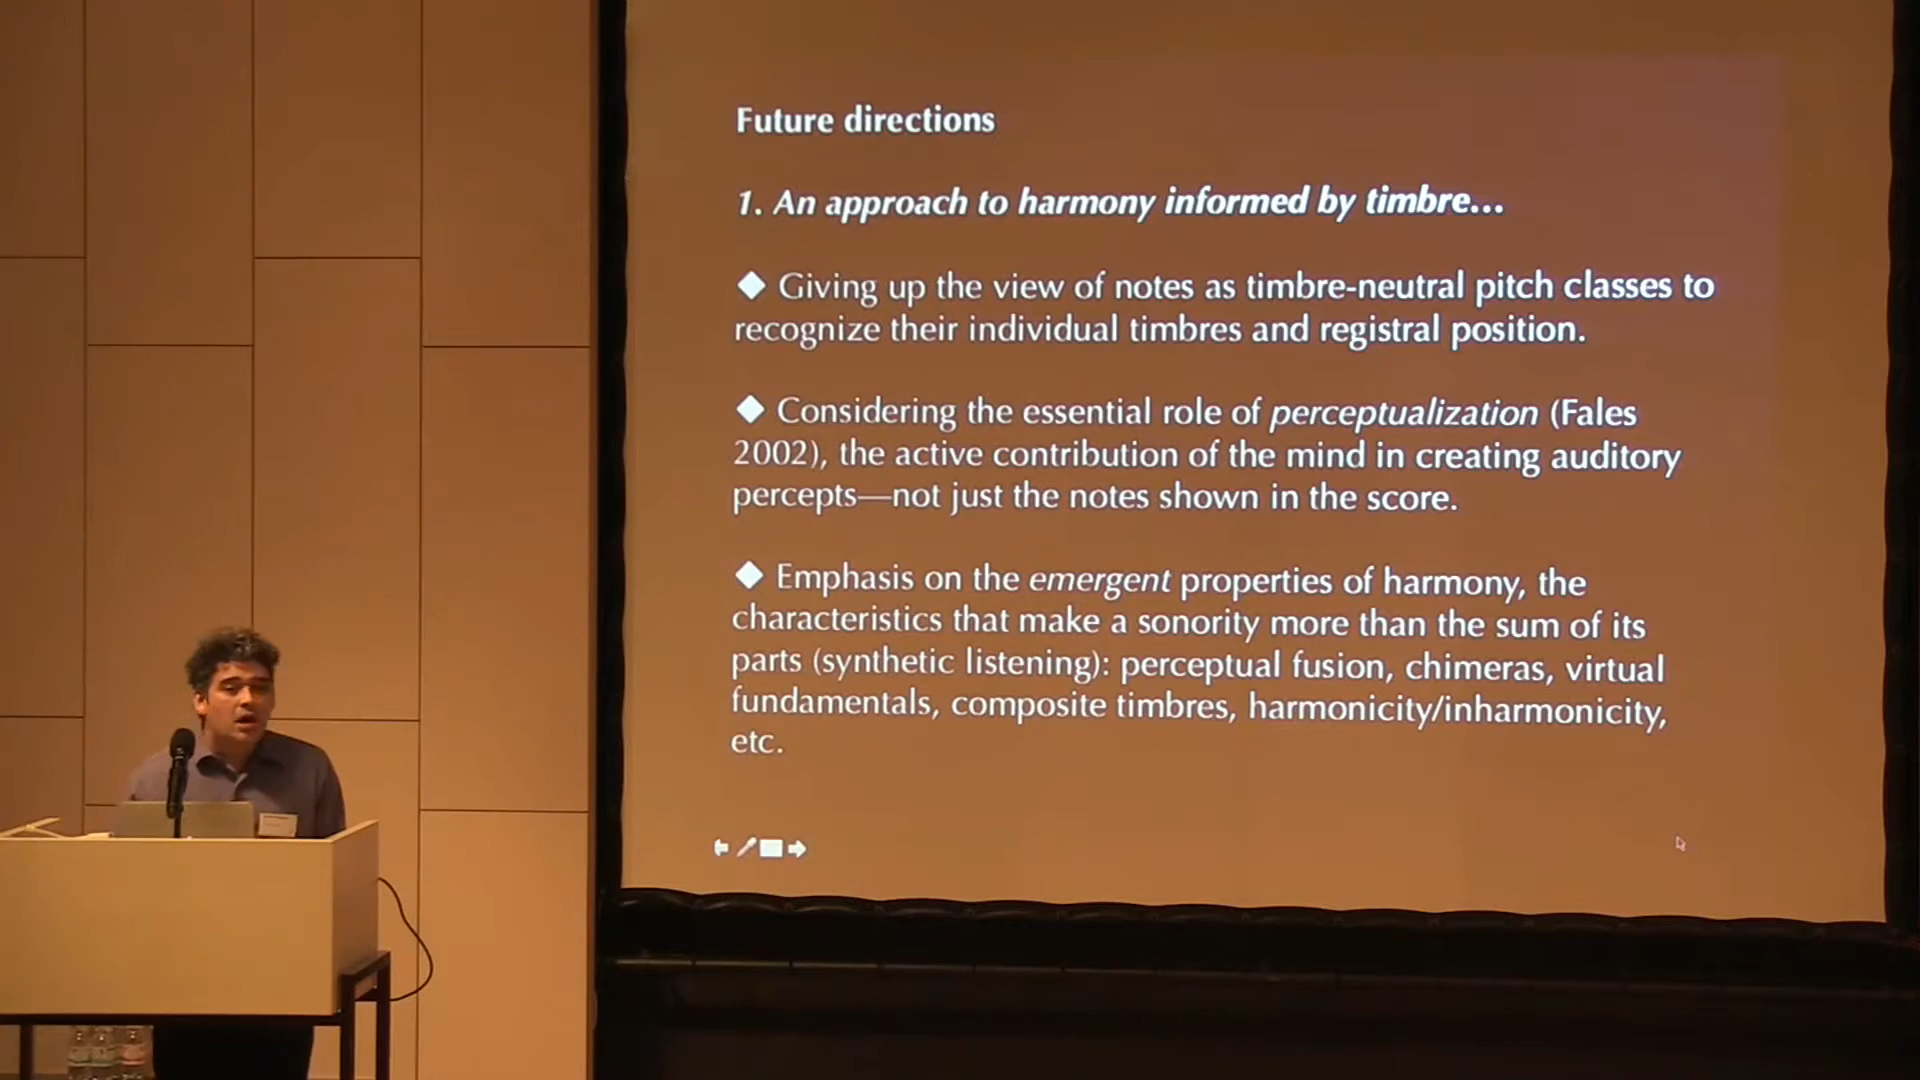 Future directions
1. An approach to harmony informed by timbre...
◆ Giving up the view of notes as timbre-neutral pitch classes to
recognize their individual timbres and registral position.
◆ Considering the essential role of perceptualization (Fales
2002), the active contribution of the mind in creating auditory
percepts—not just the notes shown in the score.
◆ Emphasis on the emergent properties of harmony, the
characteristics that make a sonority more than the sum of its
parts (synthetic listening): perceptual fusion, chimeras, virtual
fundamentals, composite timbres, harmonicity/inharmonicity,
etc.